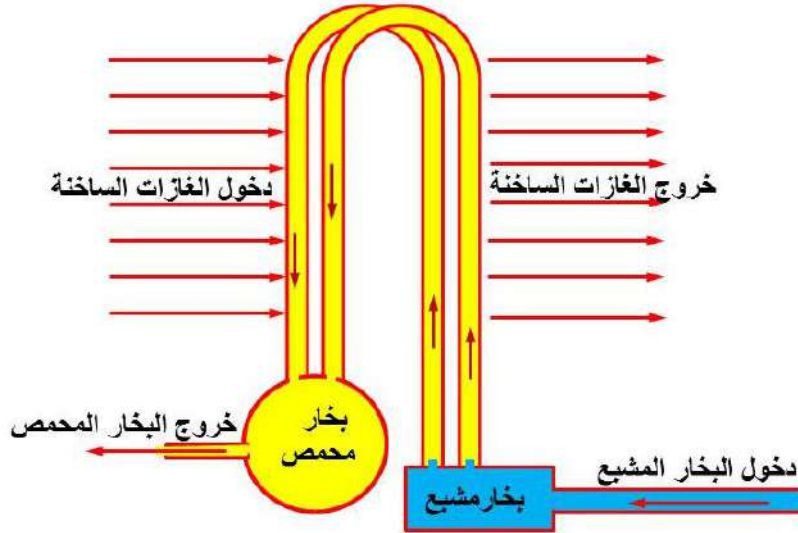 دخول الغازات الساخنة
خروج الغازات الساخنة
بخار
محمص
خروج البخار المحمص
دخول البخار المشبع
بخارمشبع